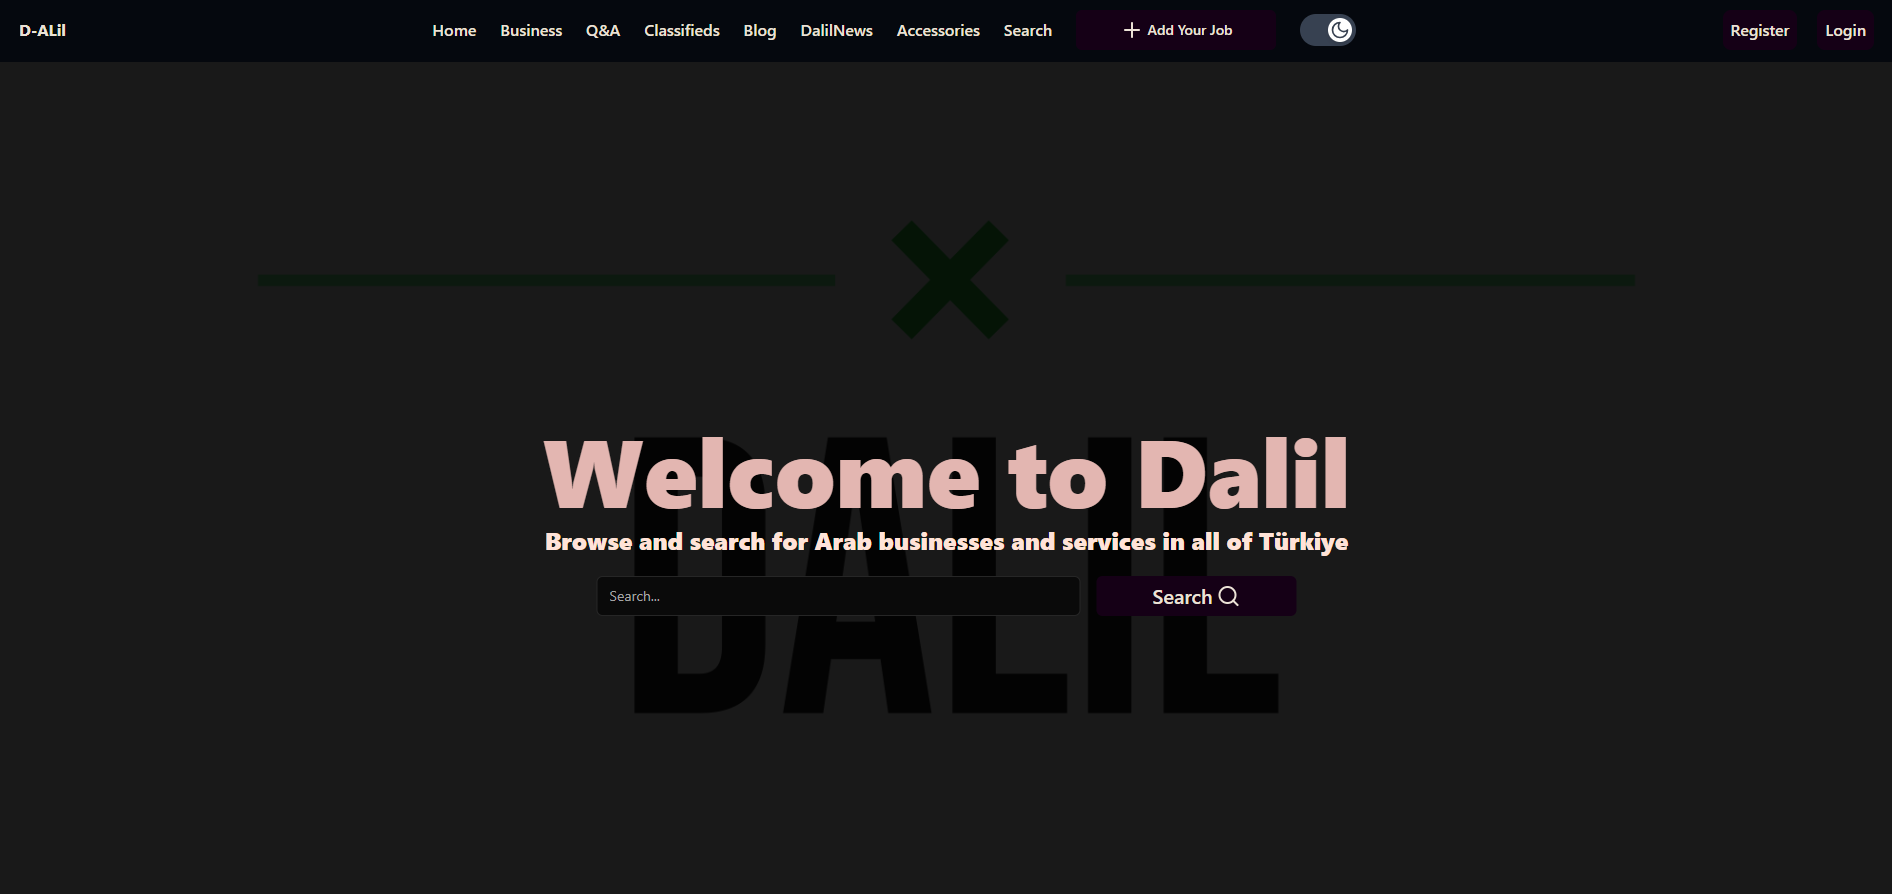 D-ALil
Home Business Q&A Classifieds Blog DalilNews Accessories Search Add Your Job
Register Login
DALIL
Welcome to Dalil
Browse and search for Arab businesses and services in all of Türkiye
Search...
Search